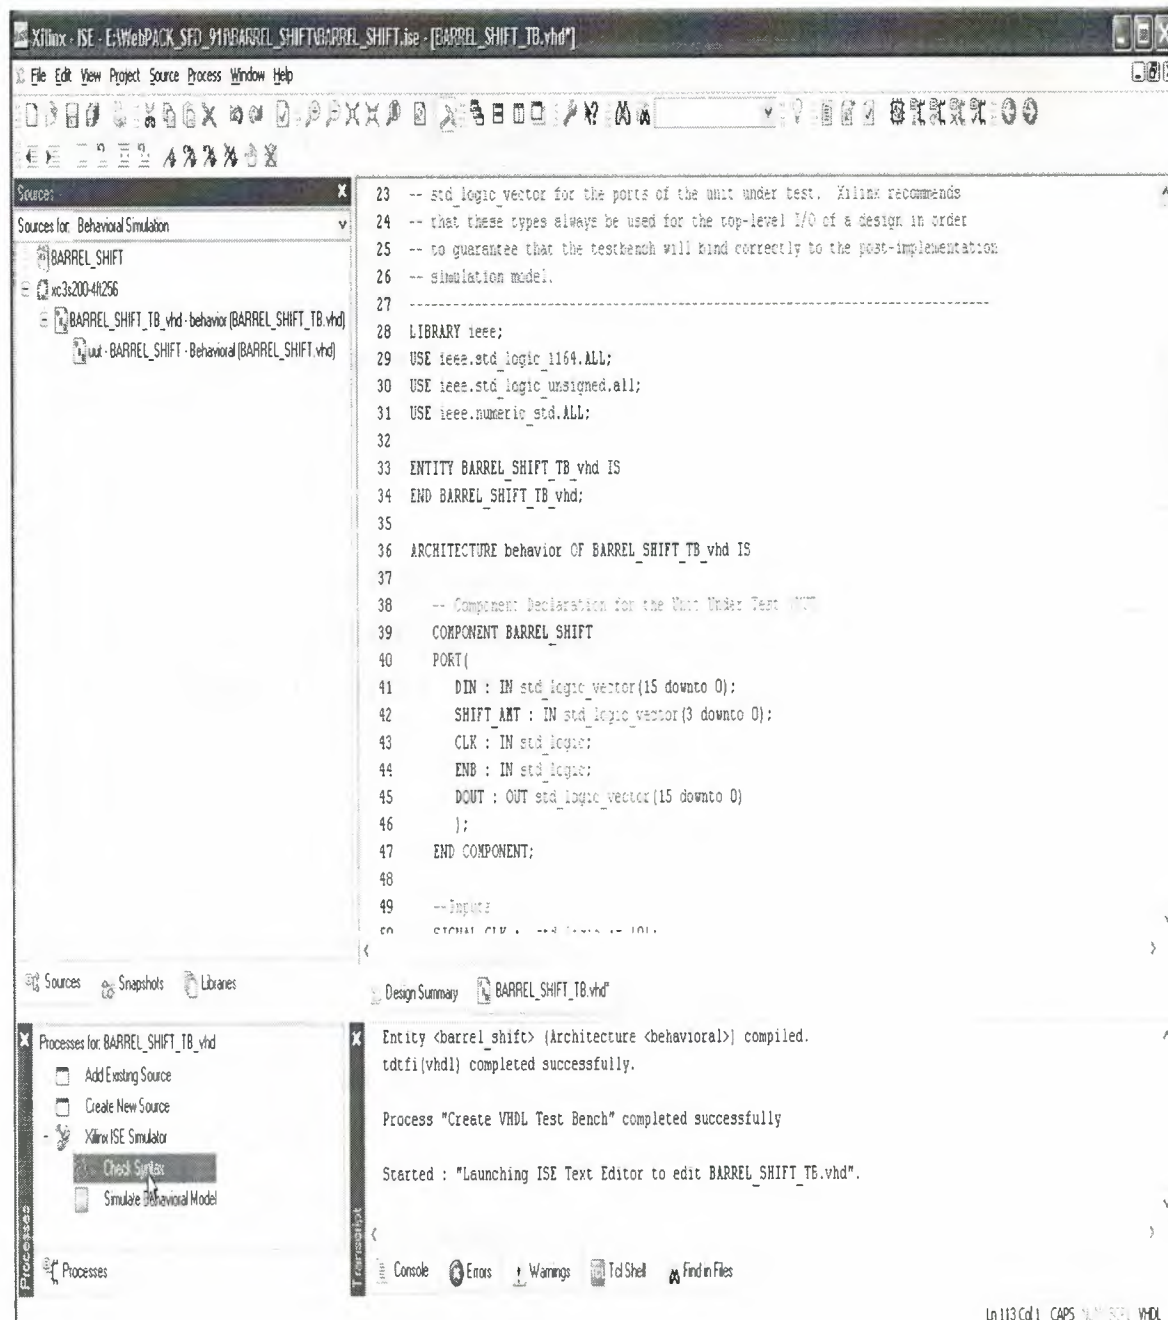 Xilinx - ISE - E:\WebPACK_SFD_91i\BARREL_SHIFT\BARREL_SHIFT.ise - [BARREL_SHIFT_TB.vhd*]
File Edit View Project Source Process Window Help
Sources
Sources for: Behavioral Simulation
BARREL_SHIFT
xc3s200-4ft256
BARREL_SHIFT_TB_vhd - behavior (BARREL_SHIFT_TB.vhd)
uut - BARREL_SHIFT - Behavioral (BARREL_SHIFT.vhd)
Sources Snapshots Libraries
23 -- std_logic_vector for the ports of the unit under test. Xilinx recommends
24 -- that these types always be used for the top-level I/O of a design in order
25 -- to guarantee that the testbench will bind correctly to the post-implementation
26 -- simulation model.
27 --------------------------------------------------------------------------------
28 LIBRARY ieee;
29 USE ieee.std_logic_1164.ALL;
30 USE ieee.std_logic_unsigned.all;
31 USE ieee.numeric_std.ALL;
32
33 ENTITY BARREL_SHIFT_TB_vhd IS
34 END BARREL_SHIFT_TB_vhd;
35
36 ARCHITECTURE behavior OF BARREL_SHIFT_TB_vhd IS
37
38 -- Component Declaration for the Unit Under Test
39 COMPONENT BARREL_SHIFT
40 PORT(
41 DIN : IN std_logic_vector(15 downto 0);
42 SHIFT_AMT : IN std_logic_vector(3 downto 0);
43 CLK : IN std_logic;
44 ENB : IN std_logic;
45 DOUT : OUT std_logic_vector(15 downto 0)
46 );
47 END COMPONENT;
48
49 --Inputs
50 SIGNAL CLK : std_logic := '0';
Design Summary BARREL_SHIFT_TB.vhd*
Processes for: BARREL_SHIFT_TB_vhd
Add Existing Source
Create New Source
Xilinx ISE Simulator
Check Syntax
Simulate Behavioral Model
Processes
Processes
Entity <barrel_shift> (Architecture <behavioral>) compiled.
tdtfi(vhdl) completed successfully.
Process "Create VHDL Test Bench" completed successfully
Started : "Launching ISE Text Editor to edit BARREL_SHIFT_TB.vhd".
Transcript
Console Errors Warnings Tcl Shell Find in Files
Ln 113 Col 1 CAPS VHDL